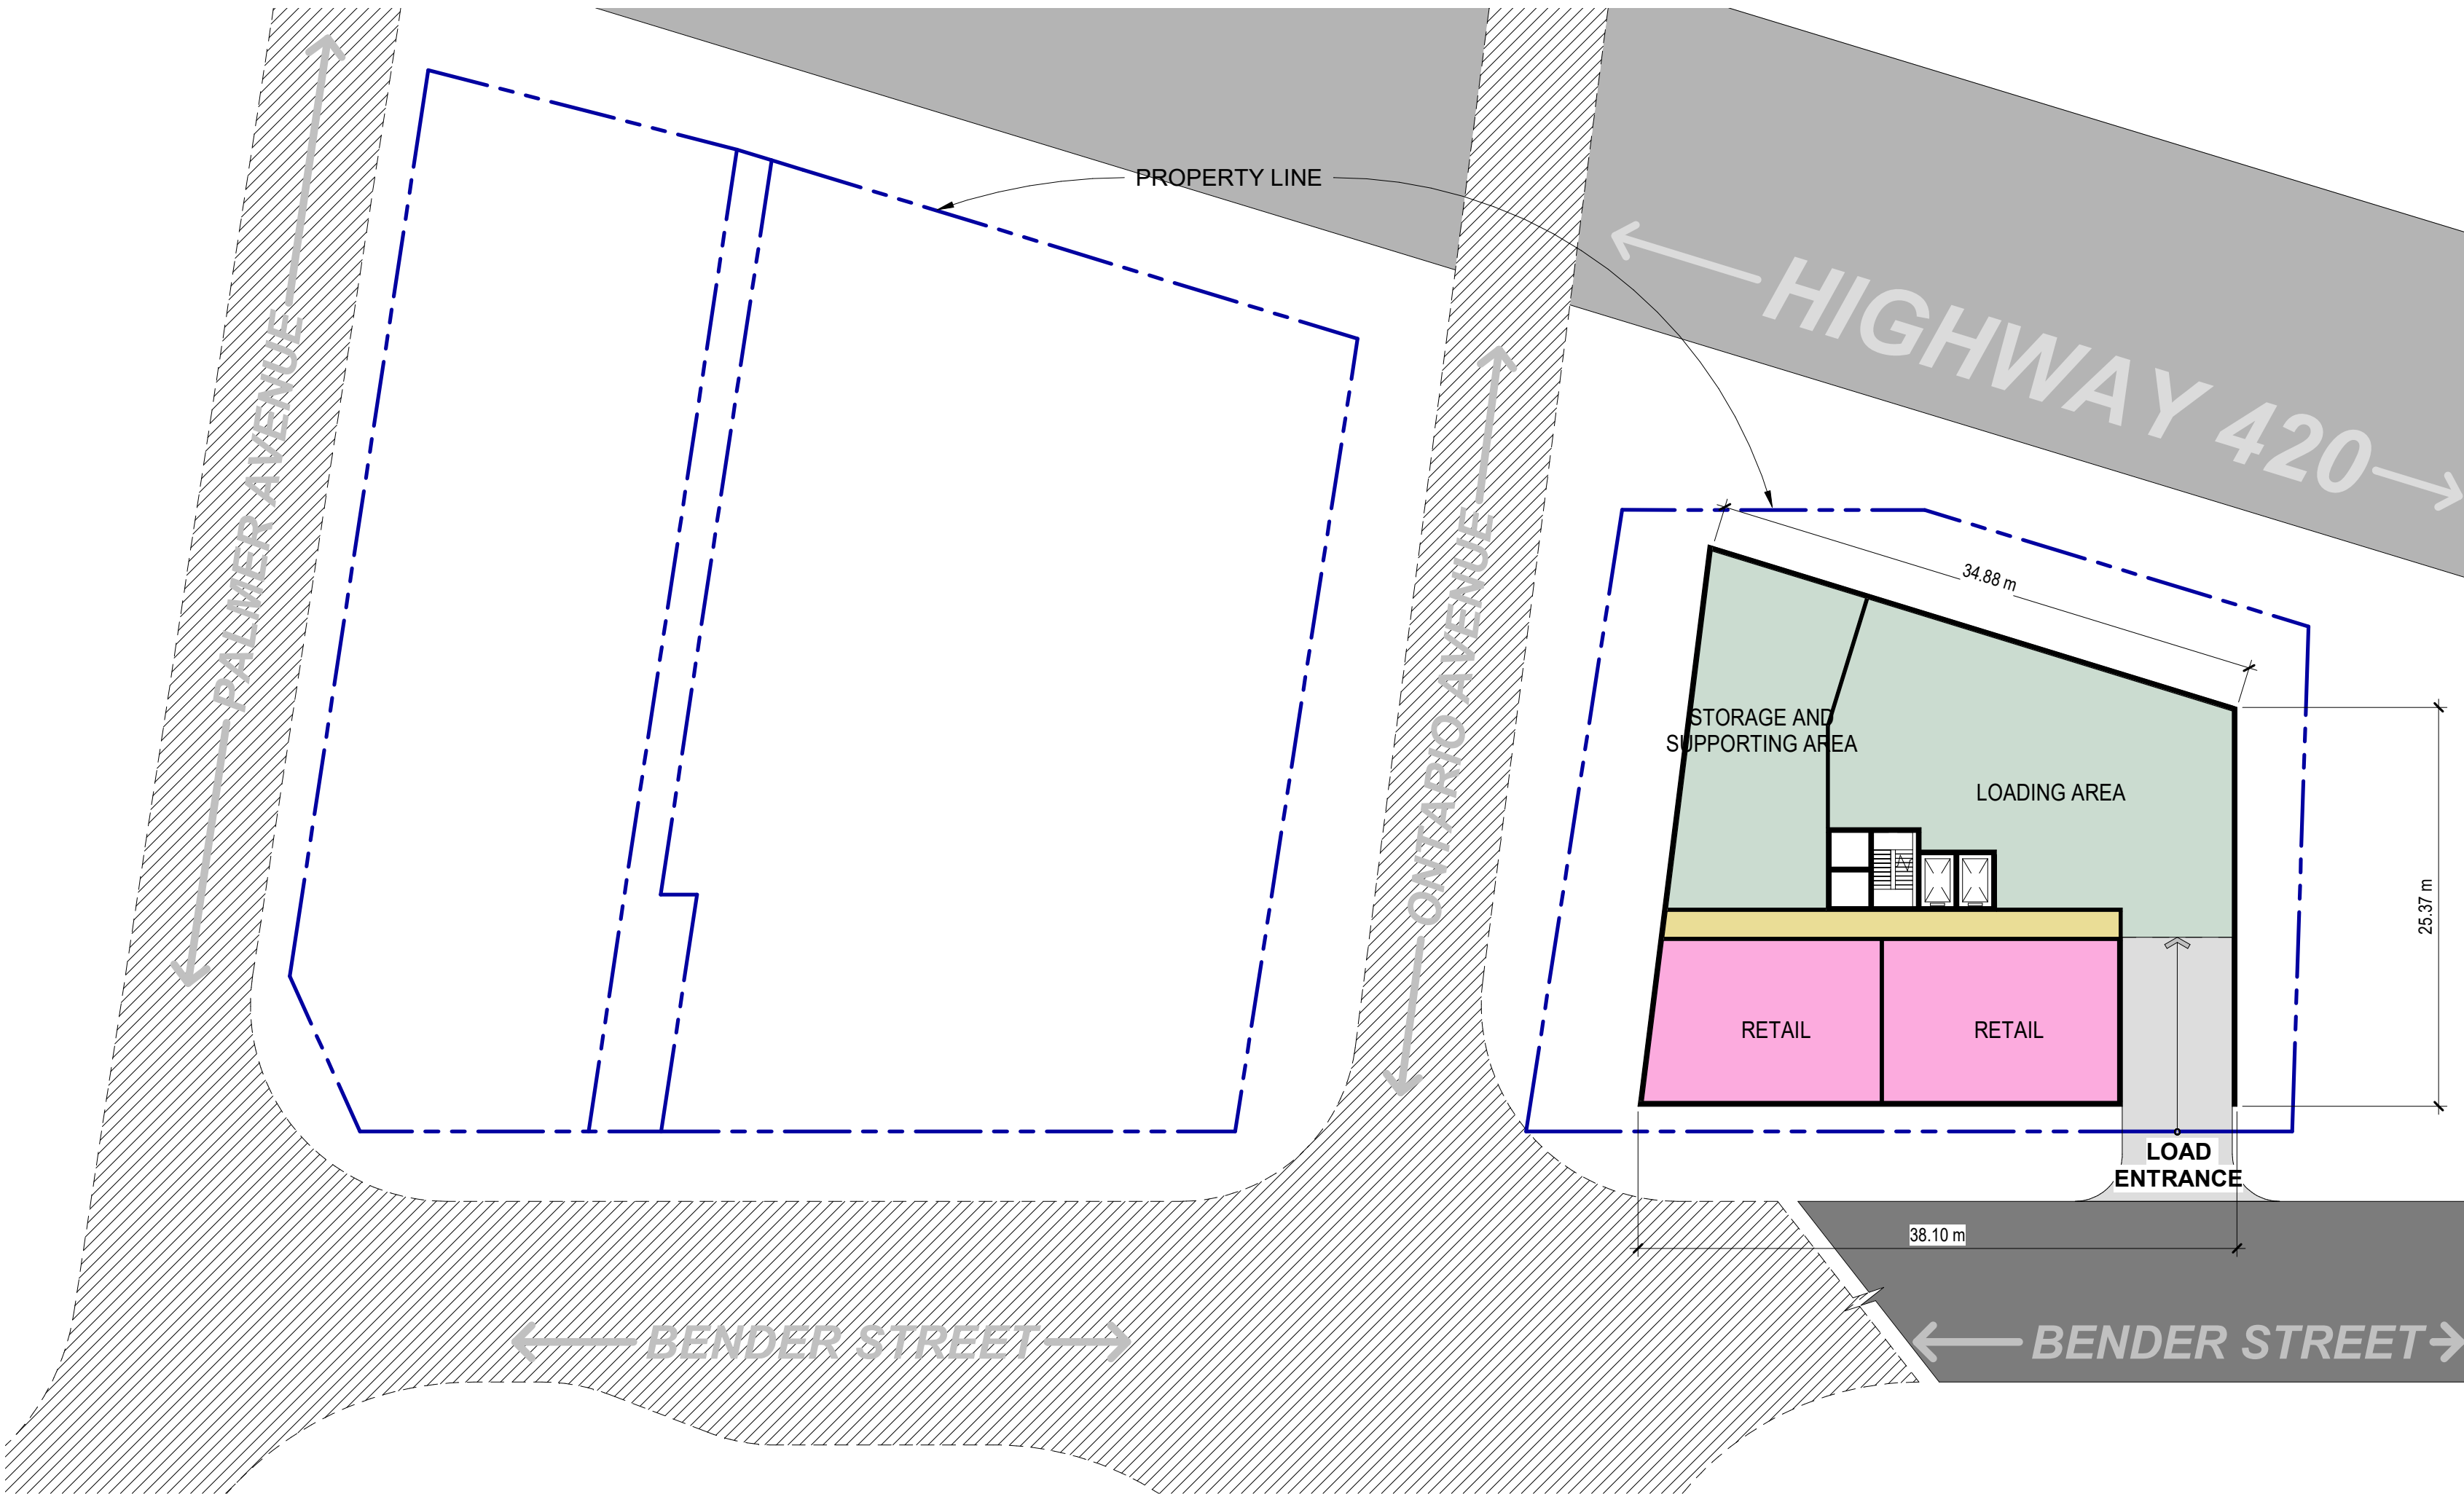 PALMER AVENUE
PROPERTY LINE
ONTARIO AVENUE
HIGHWAY 420
34.88 m
STORAGE AND
SUPPORTING AREA
LOADING AREA
25.37 m
RETAIL
RETAIL
LOAD
ENTRANCE
38.10 m
BENDER STREET
BENDER STREET